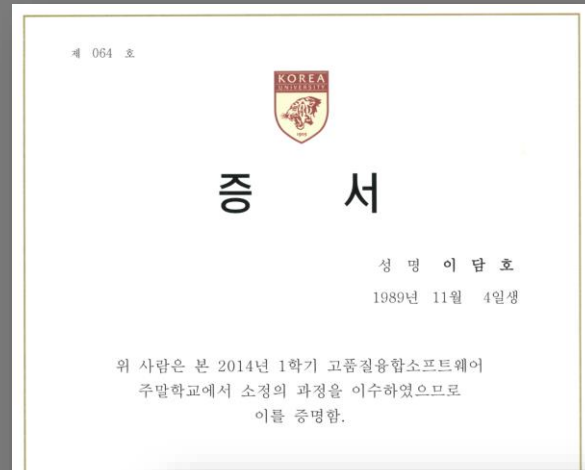 제 064 호
KOREA
UNIVERSITY
1905
증 서
성 명 이 담 호
1989년 11월 4일생
위 사람은 본 2014년 1학기 고품질융합소프트웨어
주말학교에서 소정의 과정을 이수하였으므로
이를 증명함.